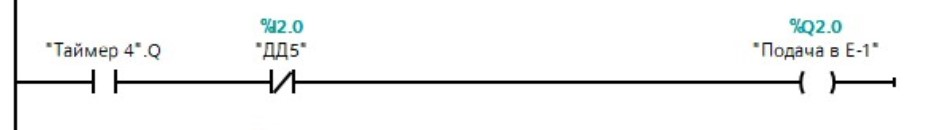 %I2.0
%Q2.0
"Таймер 4".Q
"ДД5"
"Подача в Е-1"